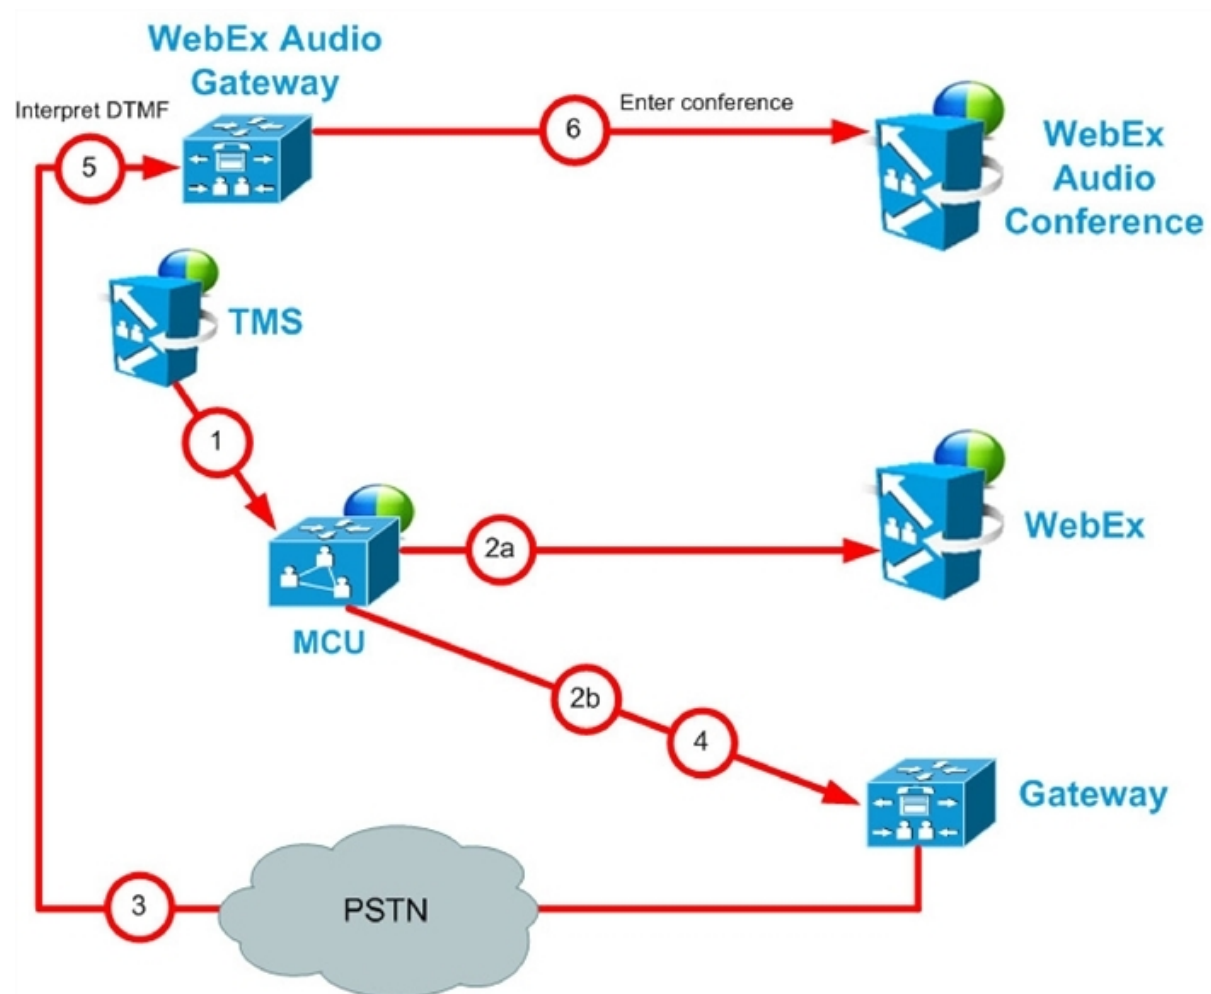 WebEx Audio
Gateway
Interpret DTMF
5
6
Enter conference
WebEx
Audio
Conference
TMS
1
2a
WebEx
MCU
2b
4
Gateway
3
PSTN